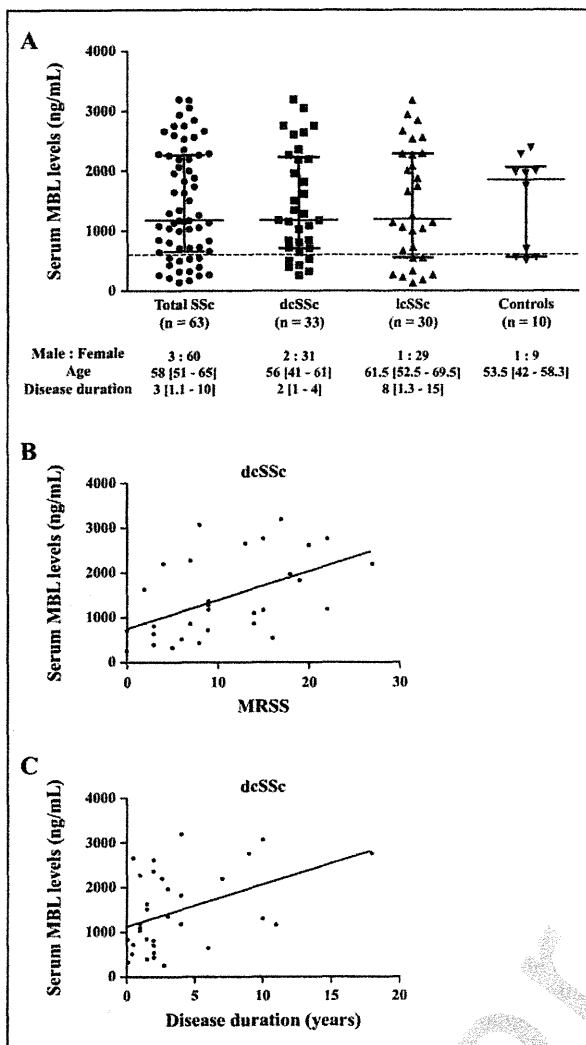 A
Serum MBL levels (ng/mL)
4000
3000
2000
1000
0
Total SSc dcSSc lcSSc Controls
(n = 63) (n = 33) (n = 30) (n = 10)
Male : Female 3 : 60 2 : 31 1 : 29 1 : 9
Age 58 [51 - 65] 56 [41 - 61] 61.5 [52.5 - 69.5] 53.5 [42 - 58.3]
Disease duration 3 [1.1 - 10] 2 [1 - 4] 8 [1.3 - 15]
B
dcSSc
Serum MBL levels (ng/mL)
4000
3000
2000
1000
0
0 10 20 30
MRSS
C
dcSSc
Serum MBL levels (ng/mL)
4000
3000
2000
1000
0
0 5 10 15 20
Disease duration (years)